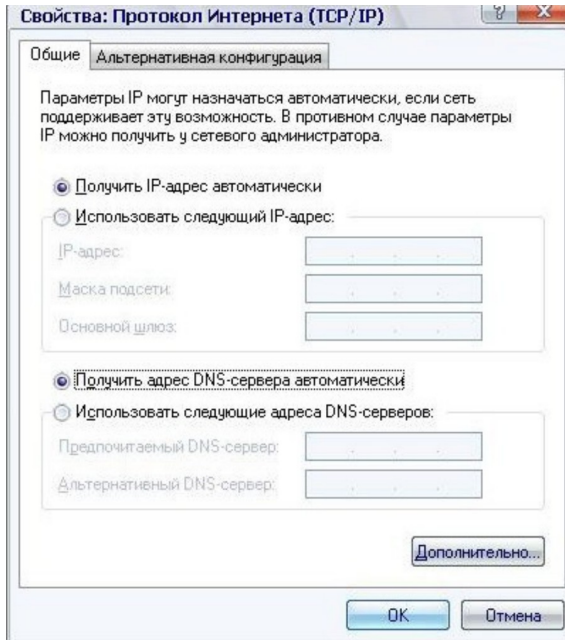 Свойства: Протокол Интернета (TCP/IP)
?
Общие
Альтернативная конфигурация
Параметры IP могут назначаться автоматически, если сеть
поддерживает эту возможность. В противном случае параметры
IP можно получить у сетевого администратора.
Получить IP-адрес автоматически
Использовать следующий IP-адрес:
IP-адрес:
Маска подсети:
Основной шлюз:
Получить адрес DNS-сервера автоматически
Использовать следующие адреса DNS-серверов:
Предпочитаемый DNS-сервер:
Альтернативный DNS-сервер:
Дополнительно...
OK
Отмена